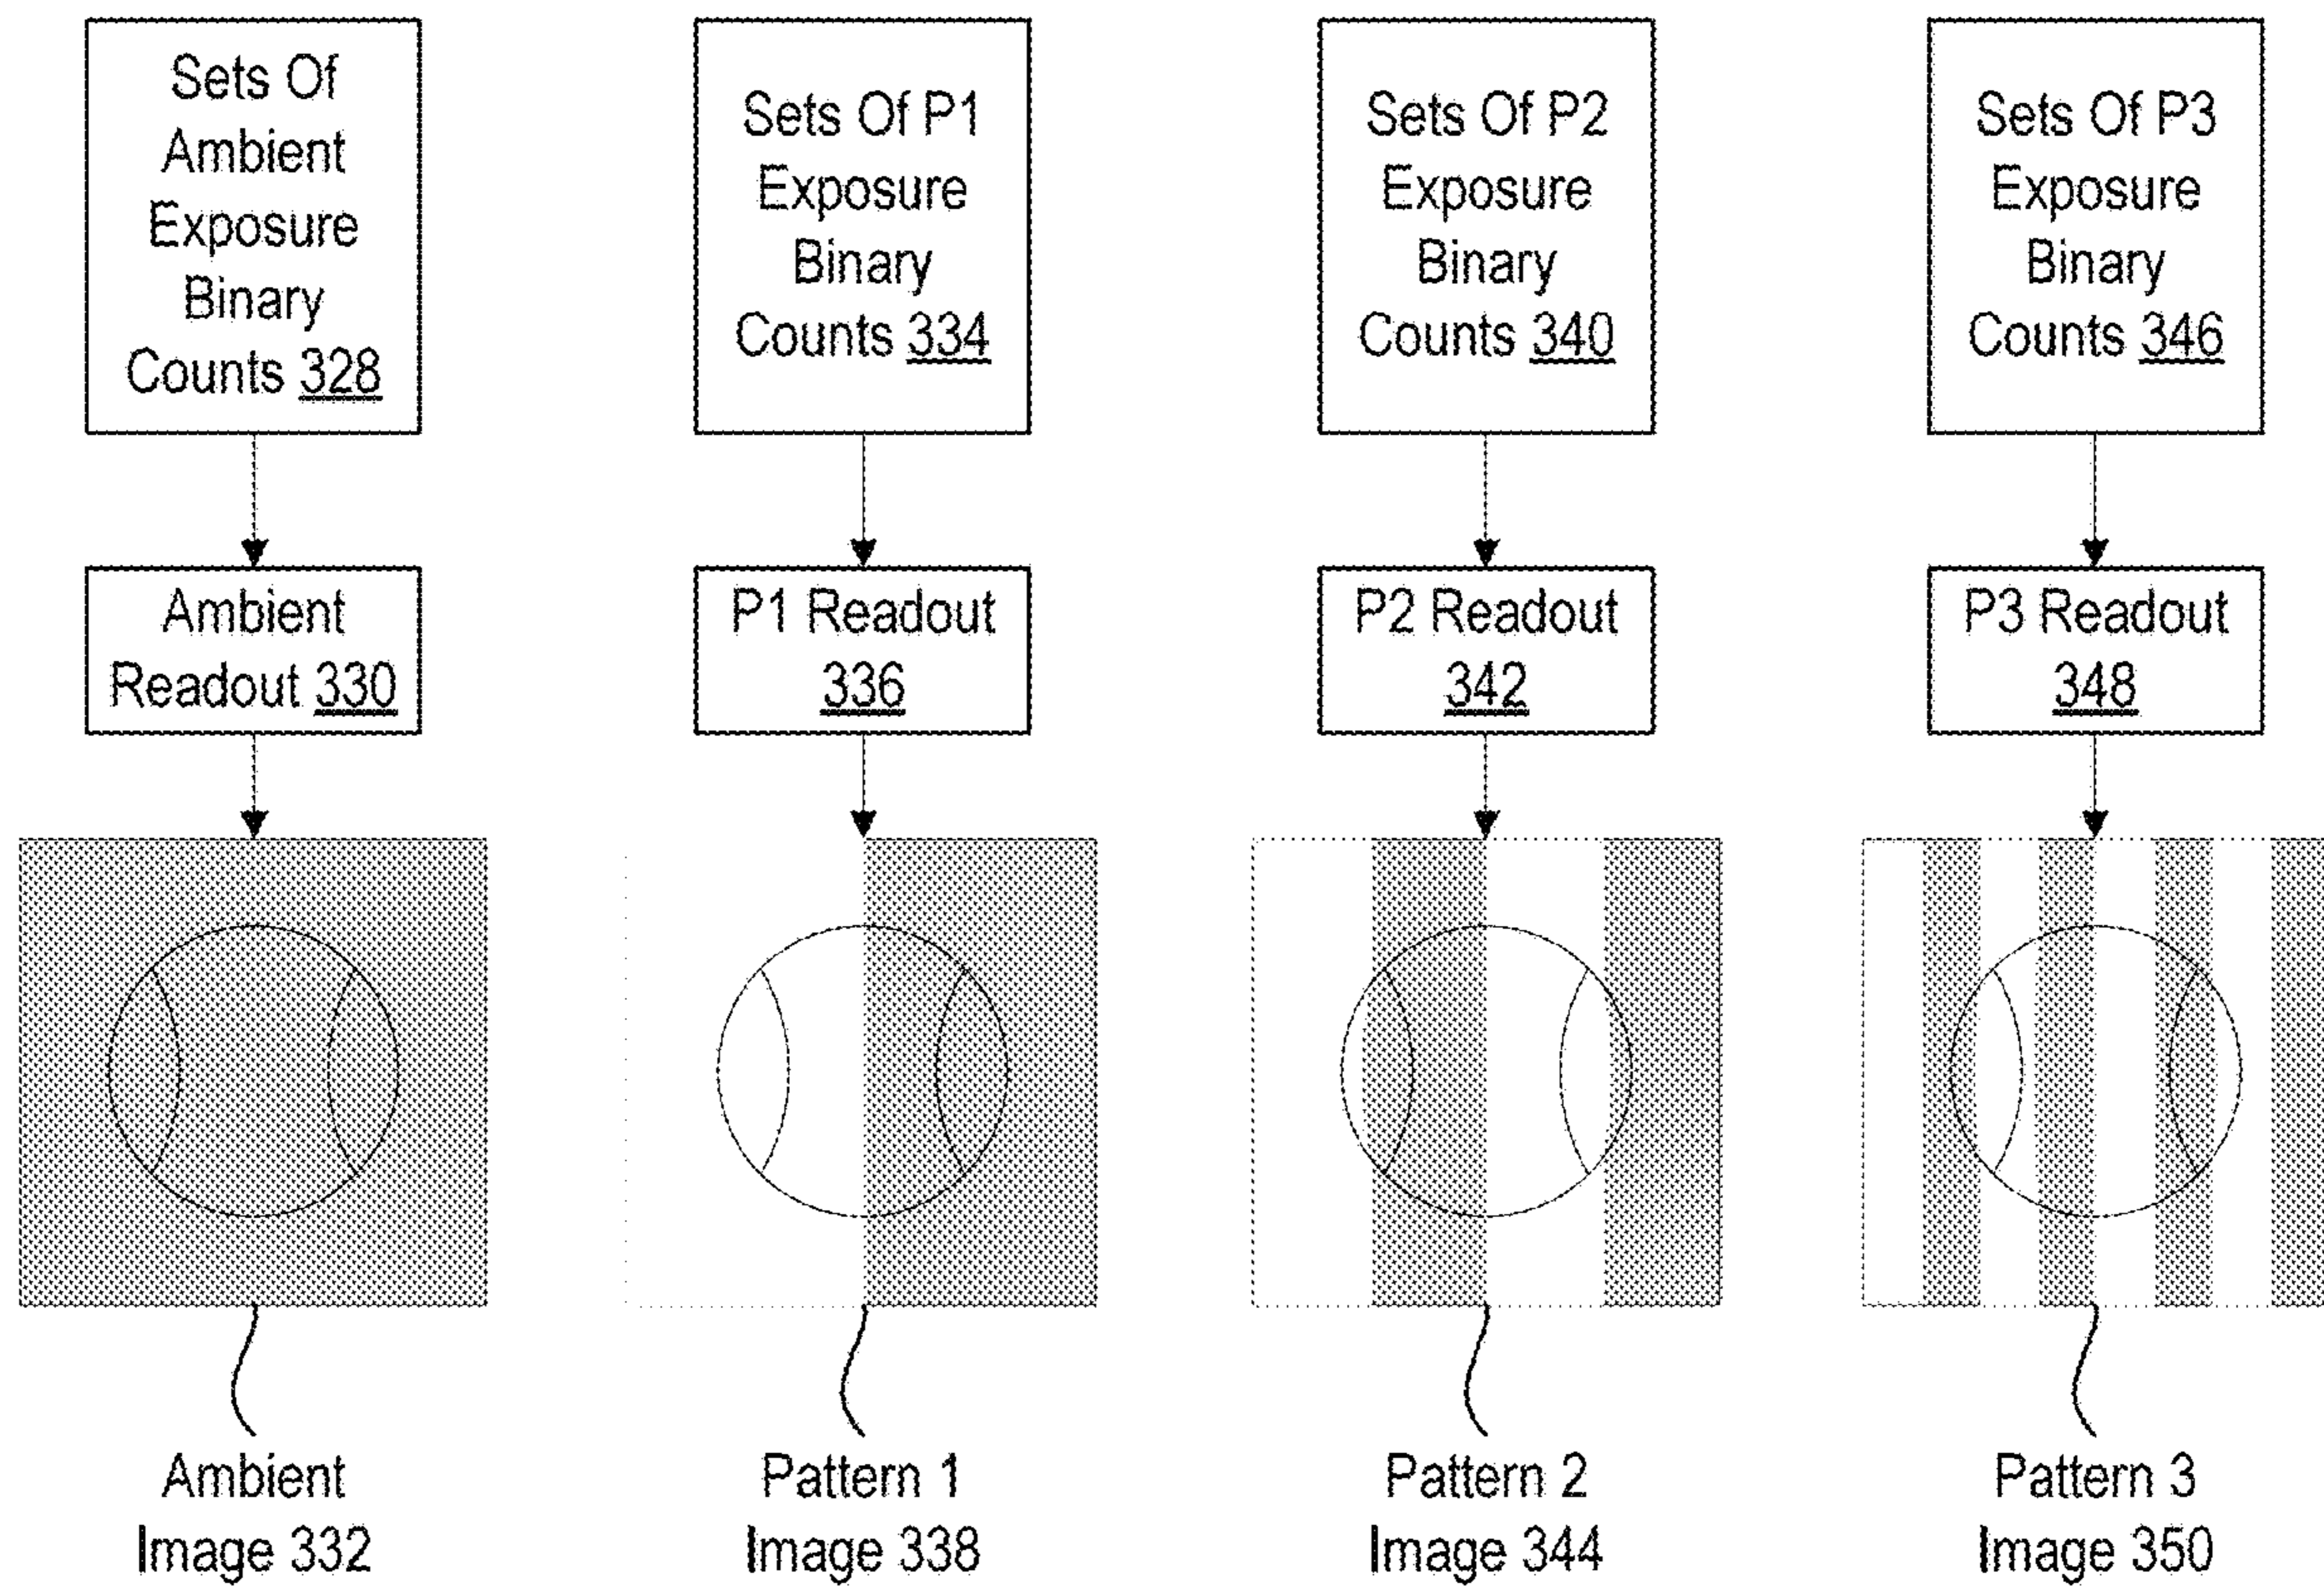 Sets Of
Ambient
Exposure
Binary
Counts 328
Sets Of P1
Exposure
Binary
Counts 334
Sets Of P2
Exposure
Binary
Counts 340
Sets Of P3
Exposure
Binary
Counts 346
Ambient
Readout 330
P1 Readout
336
P2 Readout
342
P3 Readout
348
Ambient
Image 332
Pattern 1
Image 338
Pattern 2
Image 344
Pattern 3
Image 350